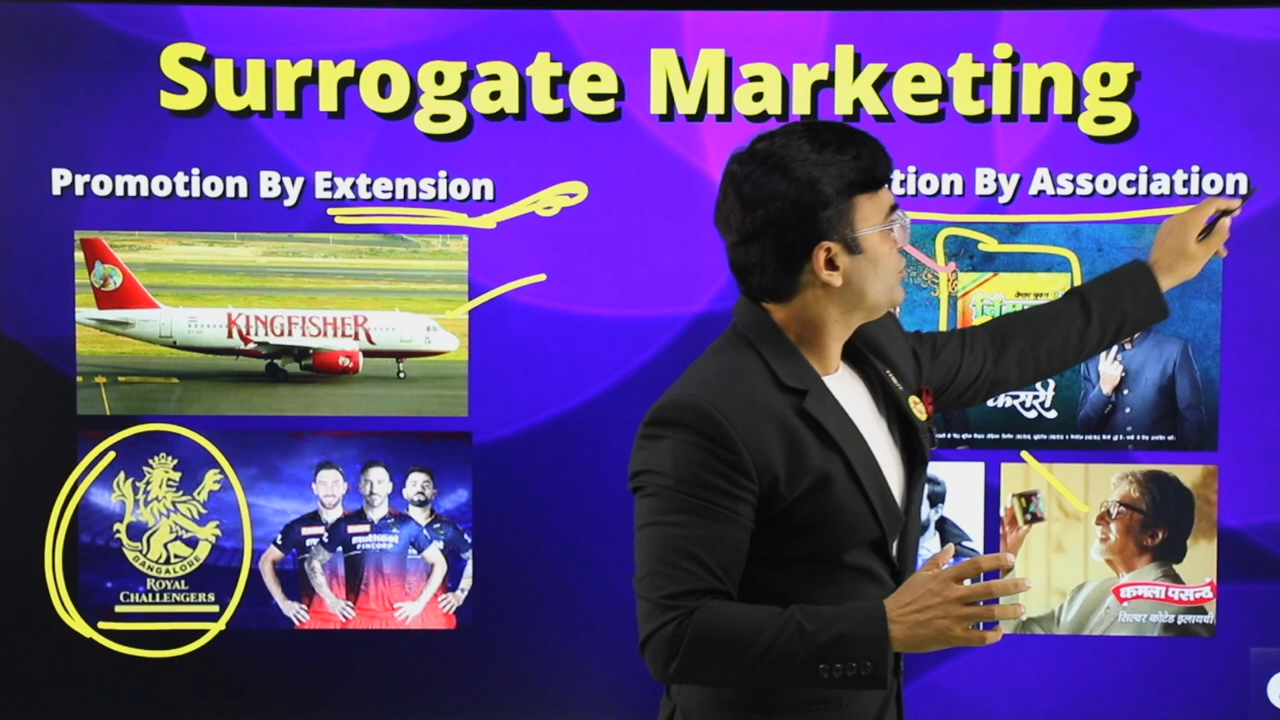 Surrogate Marketing
Promotion By Extension
tion By Association
KINGFISHER
BANGALORE
ROYAL
CHALLENGERS
muthoot
FINCORP
केसरी
कमला पसन्द
सिल्वर कोटेड इलायची